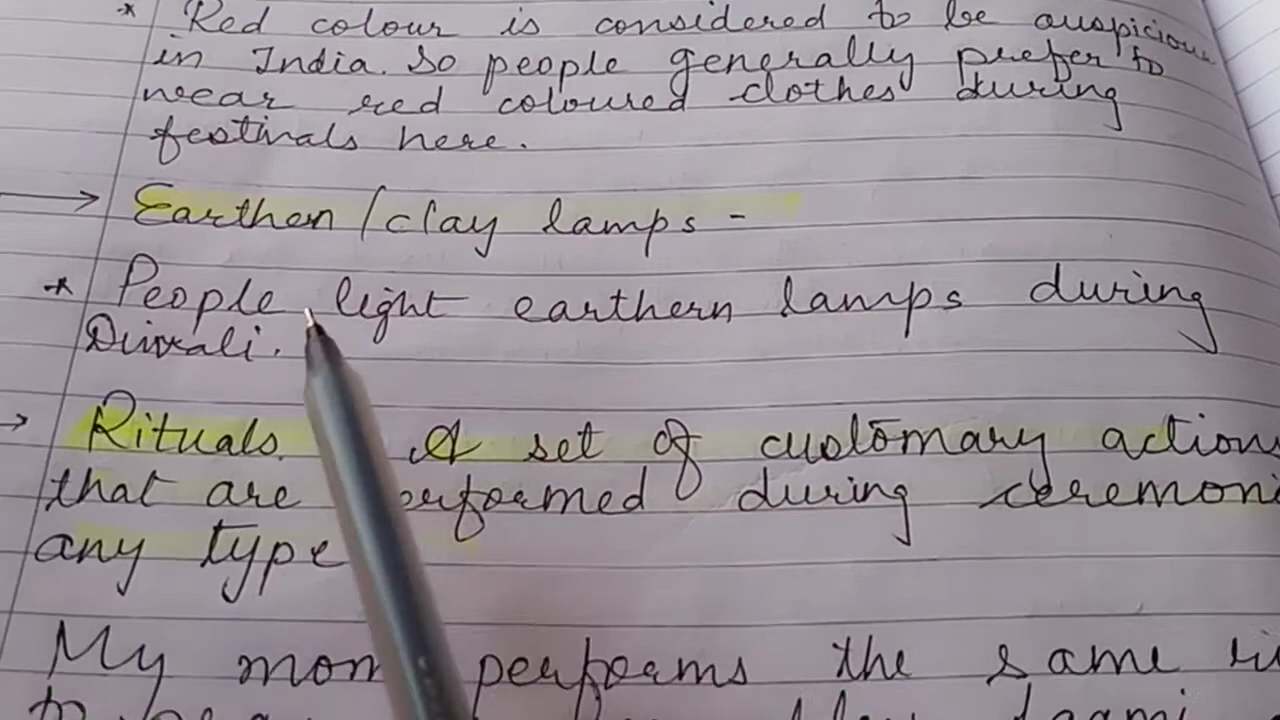 * Red colour is considered to be auspicious
in India. So people generally prefer to
wear red coloured clothes during
festivals here.
→ Earthen/clay lamps -
* People light earthern lamps during
Diwali.
→ Rituals. A set of customary actions
that are performed during ceremoni
any type
My mom performs the same ri
to